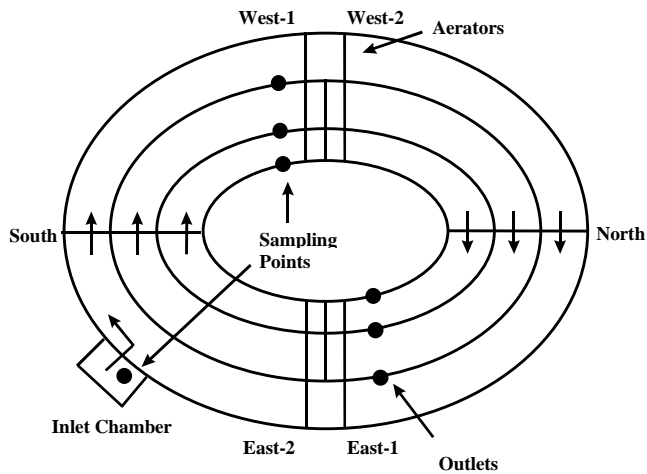 West-1 West-2
Aerators
South
Sampling
Points
North
Inlet Chamber
East-2 East-1
Outlets